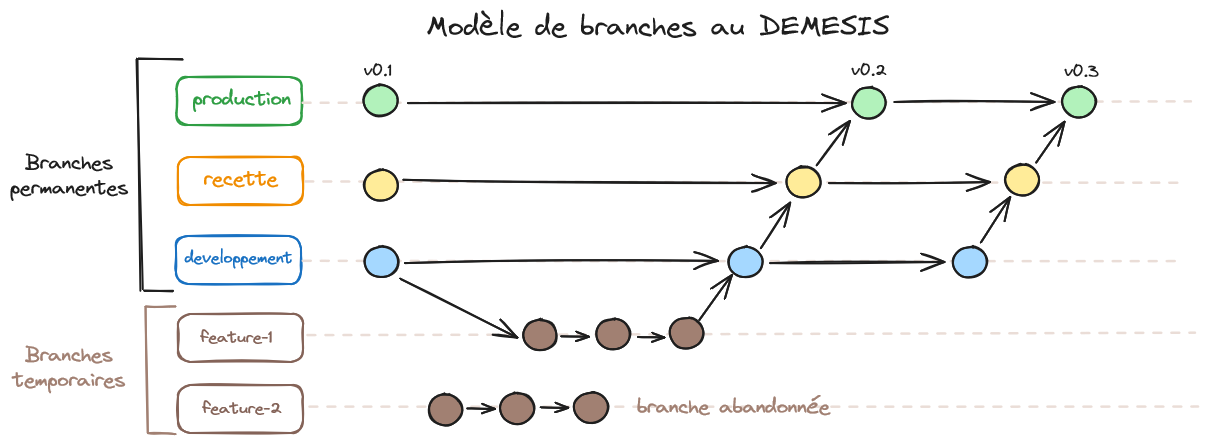 Modèle de branches au DEMESIS
v0.1
v0.2
v0.3
production
Branches
permanentes
recette
developpement
feature-1
Branches
temporaires
feature-2
branche abandonnée